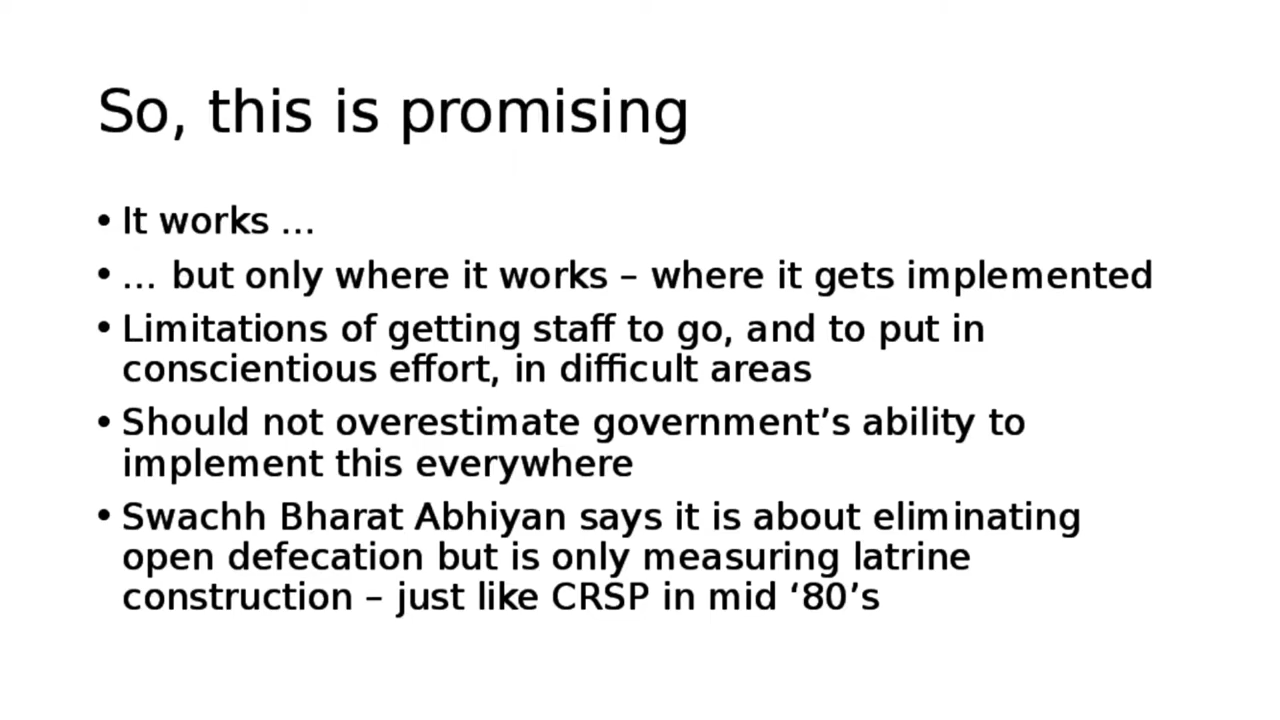 So, this is promising
• It works …
• … but only where it works – where it gets implemented
• Limitations of getting staff to go, and to put in
conscientious effort, in difficult areas
• Should not overestimate government’s ability to
implement this everywhere
• Swachh Bharat Abhiyan says it is about eliminating
open defecation but is only measuring latrine
construction – just like CRSP in mid ‘80’s